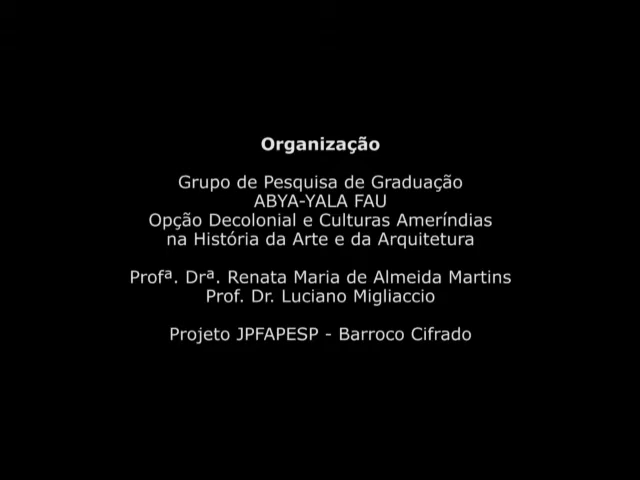 Organização
Grupo de Pesquisa de Graduação
ABYA-YALA FAU
Opção Decolonial e Culturas Ameríndias
na História da Arte e da Arquitetura
Profª. Drª. Renata Maria de Almeida Martins
Prof. Dr. Luciano Migliaccio
Projeto JPFAPESP - Barroco Cifrado